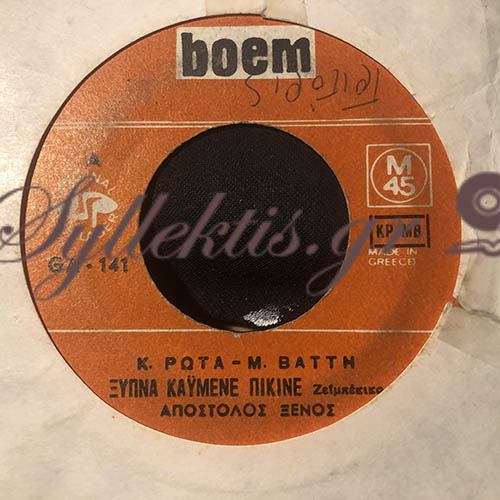 boem
A
M
45
KP-MB
MADE IN
GREECE
GA-141
Syllektis.gr
Κ. ΡΩΤΑ - Μ. ΒΑΤΤΗ
ΞΥΠΝΑ ΚΑΫΜΕΝΕ ΠΙΚΙΝΕ Ζεϊμπέκικο
ΑΠΟΣΤΟΛΟΣ ΞΕΝΟΣ